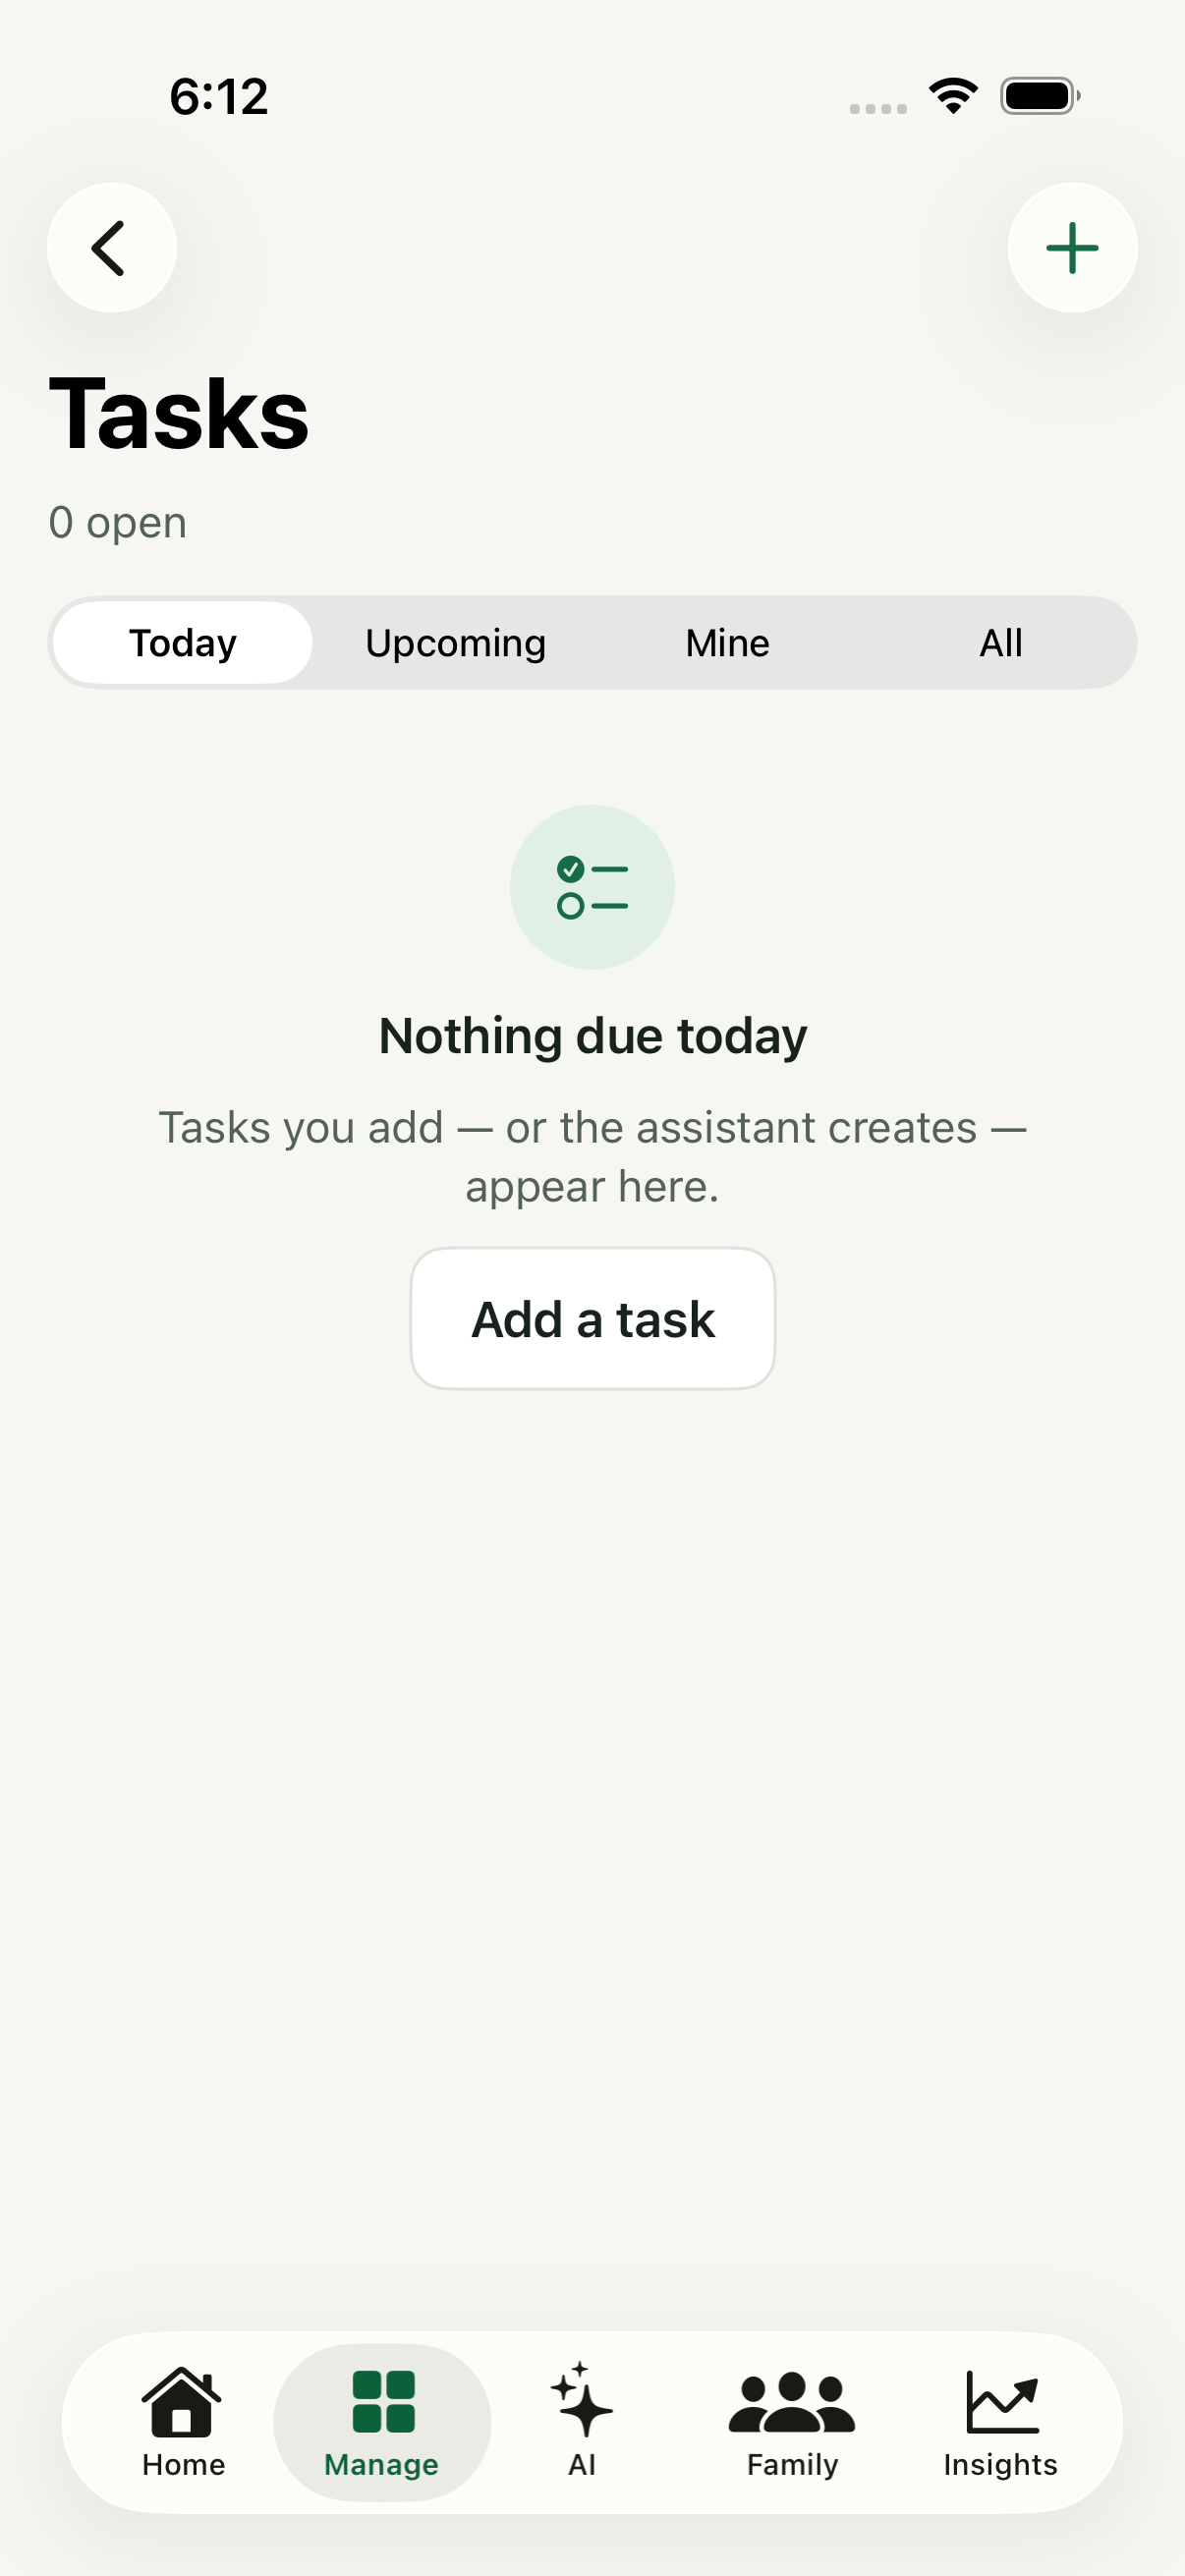 6:12
Tasks
0 open
Today
Upcoming
Mine
All
Nothing due today
Tasks you add — or the assistant creates —
appear here.
Add a task
Home
Manage
AI
Family
Insights